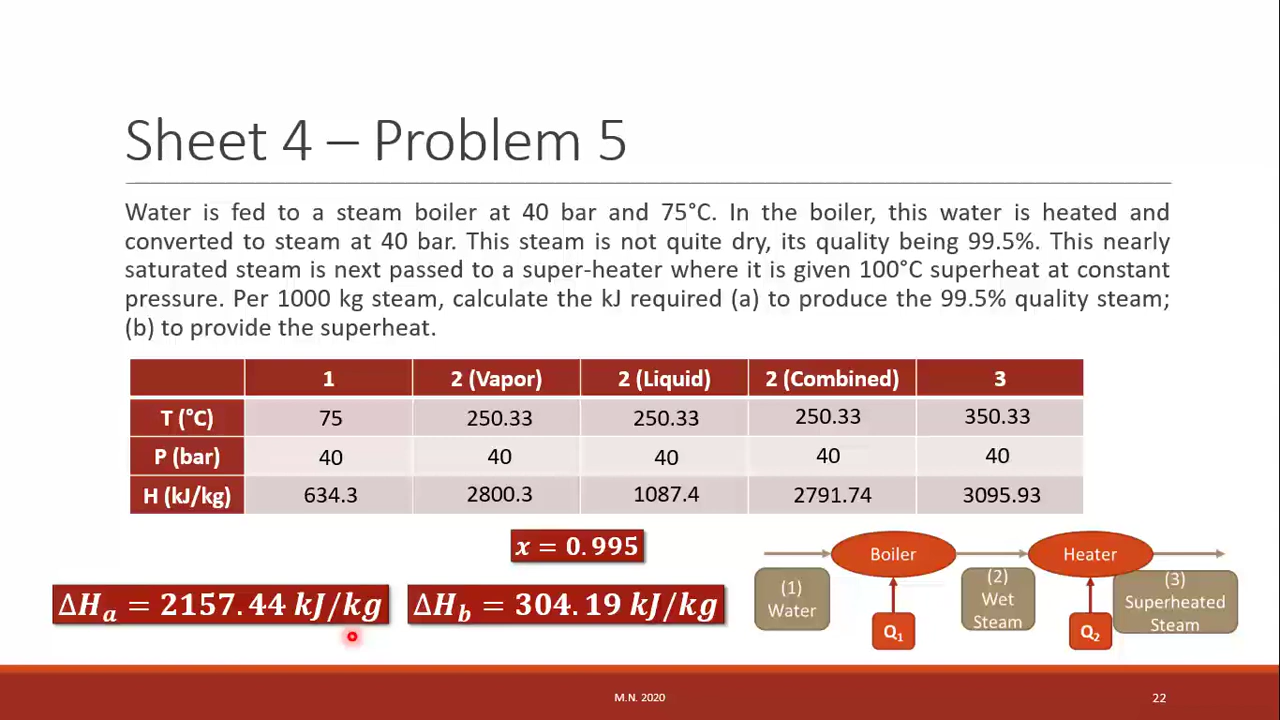 Sheet 4 – Problem 5
Water is fed to a steam boiler at 40 bar and 75°C. In the boiler, this water is heated and
converted to steam at 40 bar. This steam is not quite dry, its quality being 99.5%. This nearly
saturated steam is next passed to a super-heater where it is given 100°C superheat at constant
pressure. Per 1000 kg steam, calculate the kJ required (a) to produce the 99.5% quality steam;
(b) to provide the superheat.
1 2 (Vapor) 2 (Liquid) 2 (Combined) 3
T (°C) 75 250.33 250.33 250.33 350.33
P (bar) 40 40 40 40 40
H (kJ/kg) 634.3 2800.3 1087.4 2791.74 3095.93
x = 0.995
ΔHₐ = 2157.44 kJ/kg
ΔH_b = 304.19 kJ/kg
Boiler
Heater
(1)
Water
(2)
Wet
Steam
(3)
Superheated
Steam
Q₁
Q₂
M.N. 2020
22